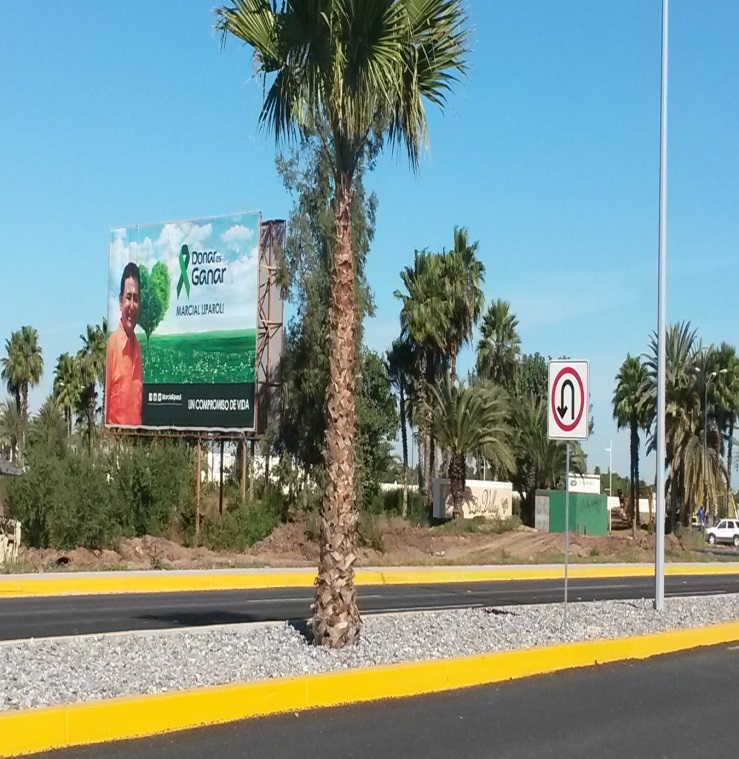 Donar es
Ganar
MARCIAL LIPAROLI
UN COMPROMISO DE VIDA